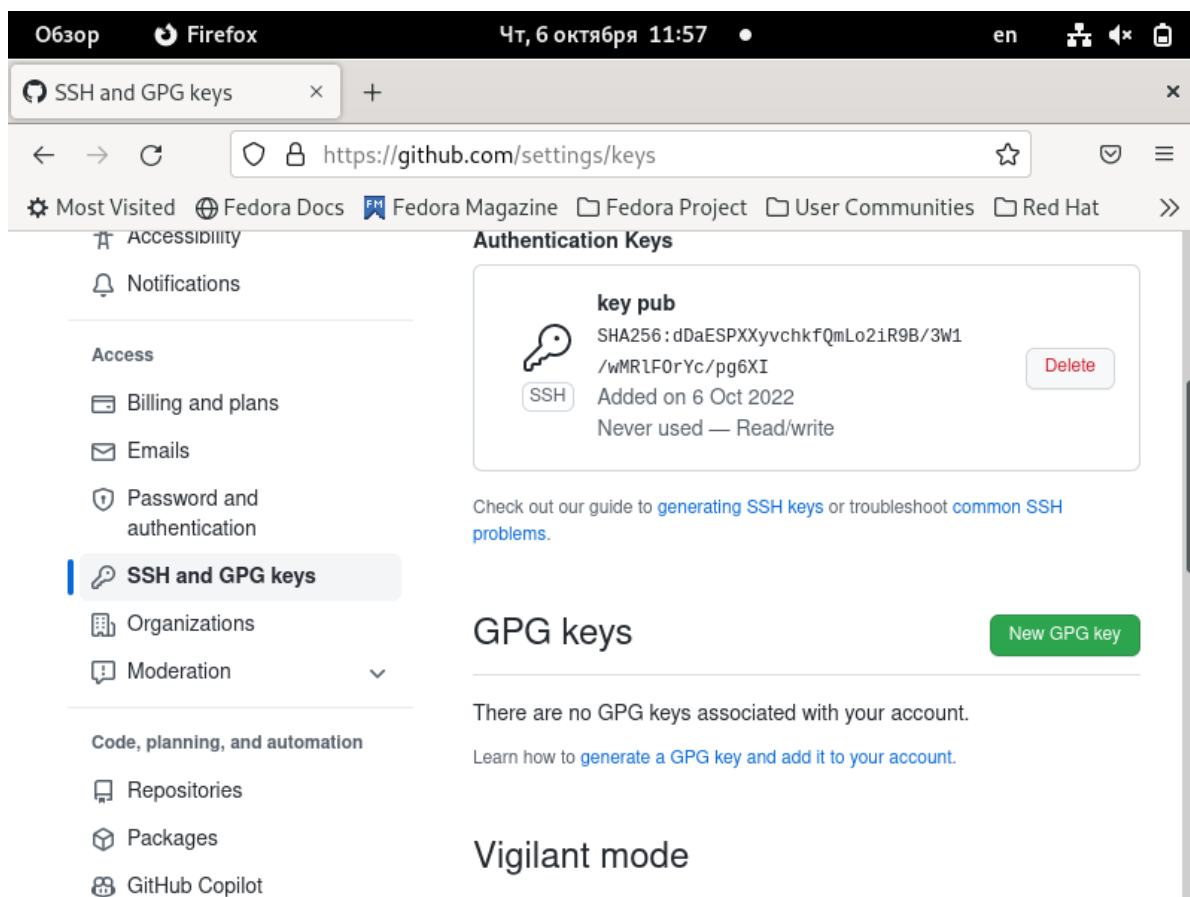 Обзор Firefox Чт, 6 октября 11:57 en
SSH and GPG keys
https://github.com/settings/keys
Most Visited Fedora Docs Fedora Magazine Fedora Project User Communities Red Hat
Accessibility
Notifications
Access
Billing and plans
Emails
Password and
authentication
SSH and GPG keys
Organizations
Moderation
Code, planning, and automation
Repositories
Packages
GitHub Copilot
Authentication Keys
key pub
SHA256:dDaESPXXyvchkfQmLo2iR9B/3W1
/wMRlFOrYc/pg6XI
SSH
Added on 6 Oct 2022
Never used — Read/write
Delete
Check out our guide to generating SSH keys or troubleshoot common SSH
problems.
GPG keys
New GPG key
There are no GPG keys associated with your account.
Learn how to generate a GPG key and add it to your account.
Vigilant mode